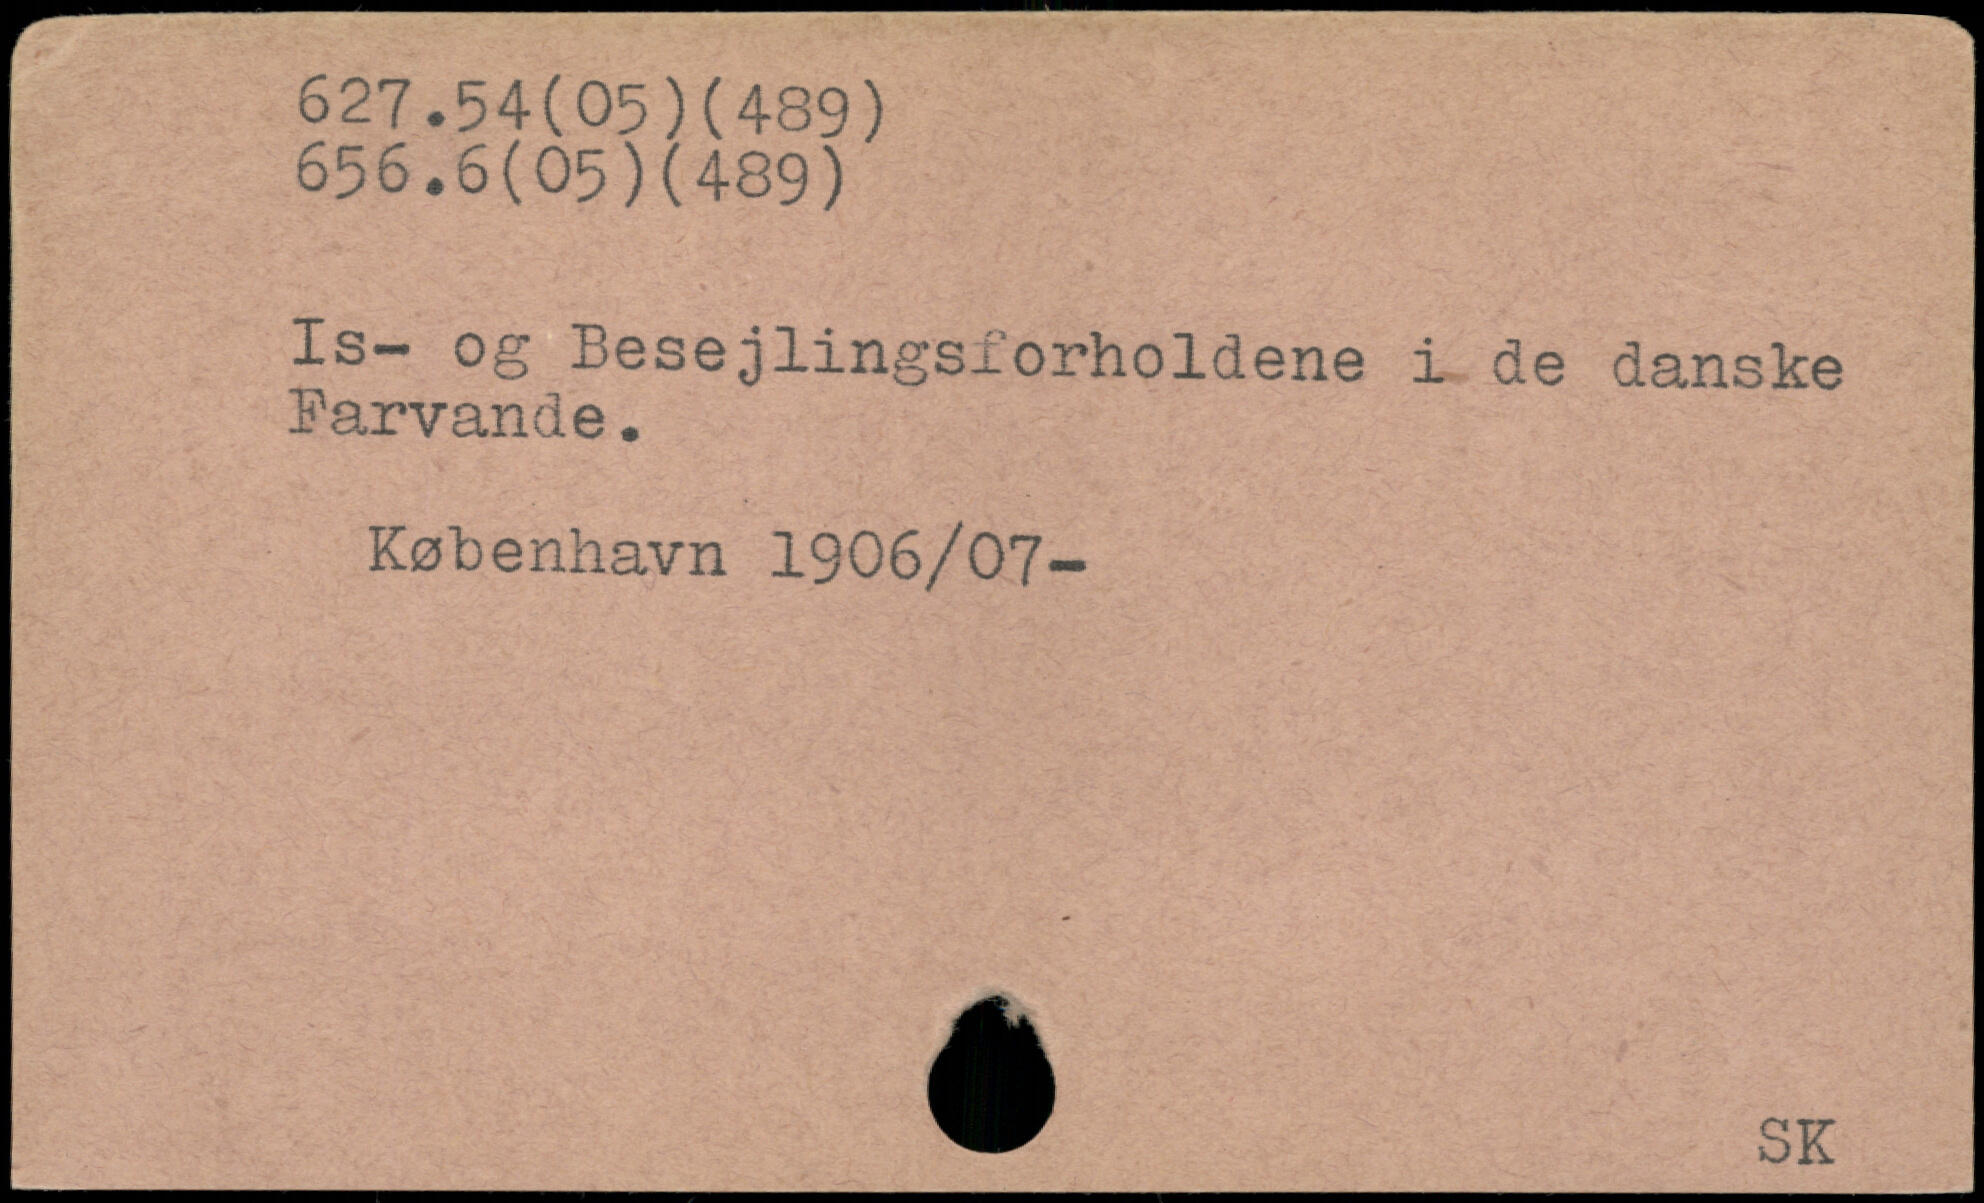 627.54(05)(489)
656.6(05)(489)
Is- og Besejlingsforholdene i de danske
Farvande.
København 1906/07-
SK